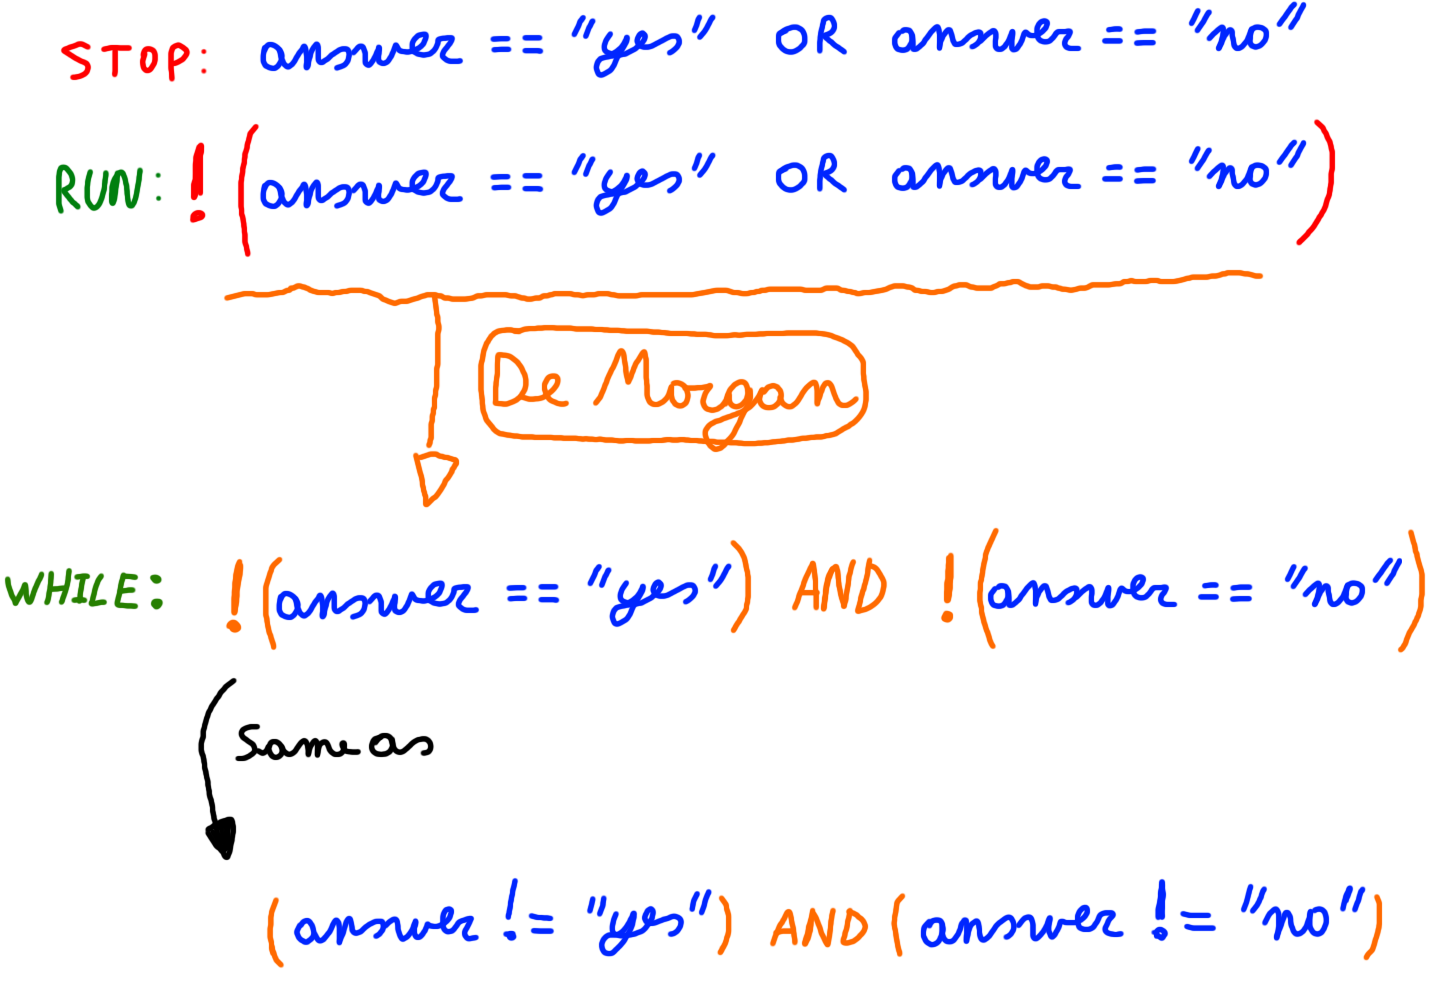 STOP: answer == "yes" OR answer == "no"
RUN: !(answer == "yes" OR answer == "no")
De Morgan
WHILE: !(answer == "yes") AND !(answer == "no")
Same as
(answer != "yes") AND (answer != "no")